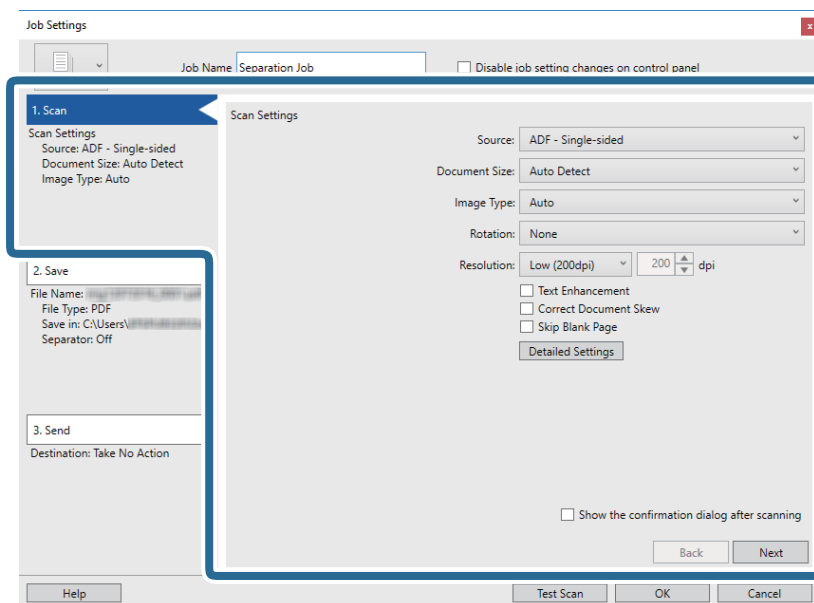 Job Settings
x
Job Name Separation Job Disable job setting changes on control panel
1. Scan
Scan Settings
Source: ADF - Single-sided
Document Size: Auto Detect
Image Type: Auto
2. Save
File Name:
File Type: PDF
Save in: C:\Users\
Separator: Off
3. Send
Destination: Take No Action
Scan Settings
Source: ADF - Single-sided
Document Size: Auto Detect
Image Type: Auto
Rotation: None
Resolution: Low (200dpi) 200 dpi
Text Enhancement
Correct Document Skew
Skip Blank Page
Detailed Settings
Show the confirmation dialog after scanning
Back Next
Help Test Scan OK Cancel